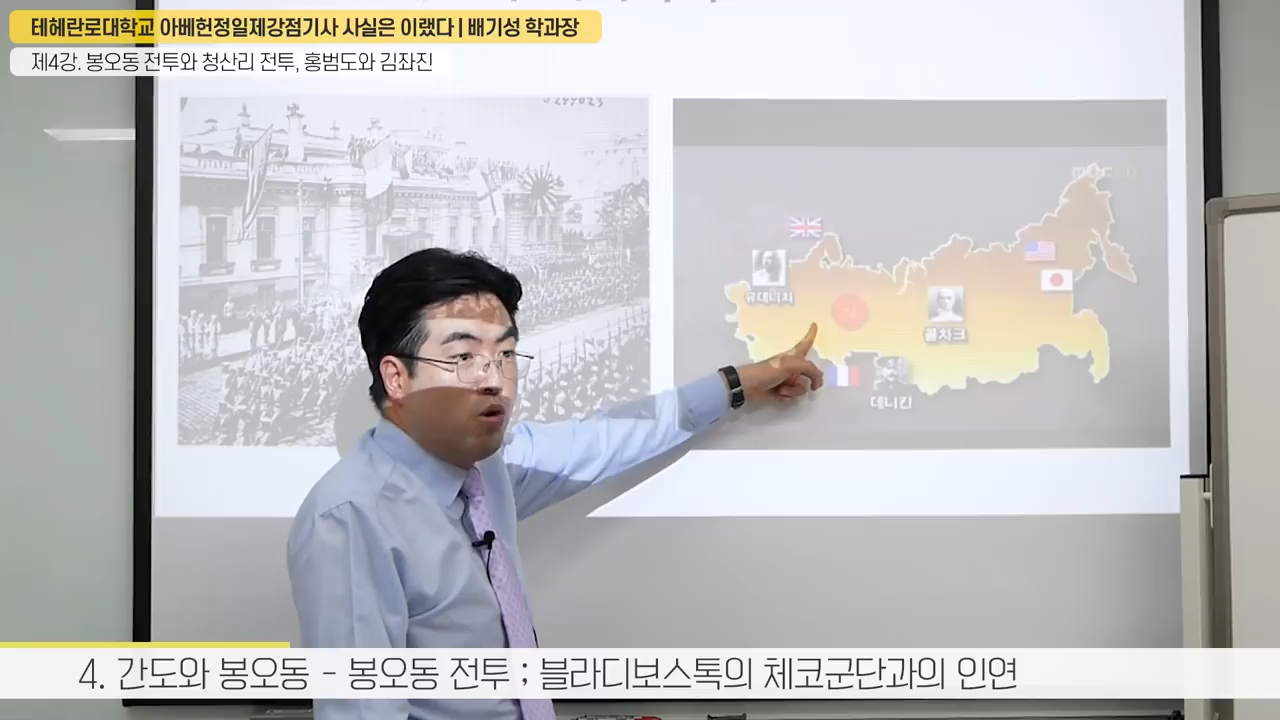 테헤란로대학교 아베헌정일제강점기사 사실은 이랬다 | 배기성 학과장
제4강. 봉오동 전투와 청산리 전투, 홍범도와 김좌진
유데니치
콜차크
데니킨
4. 간도와 봉오동 - 봉오동 전투 ; 블라디보스톡의 체코군단과의 인연